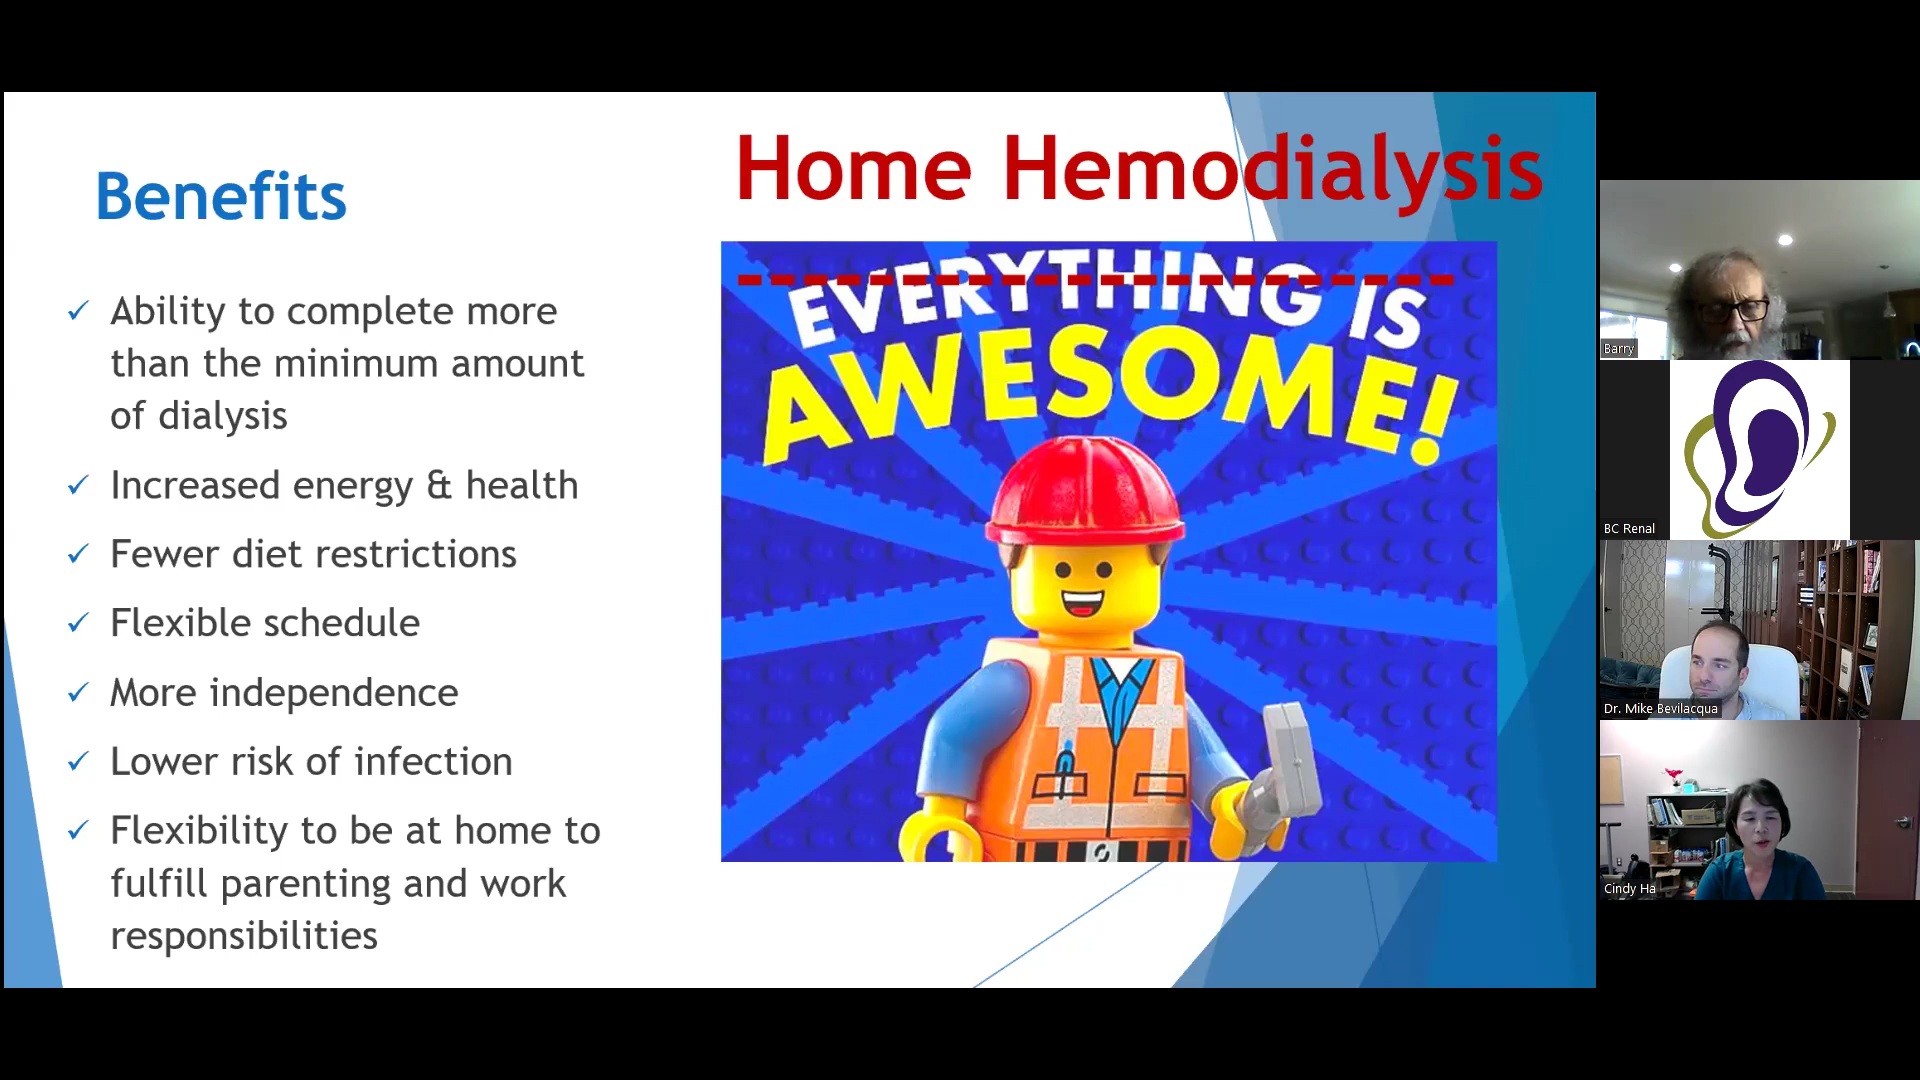 Home Hemodialysis
Benefits
Ability to complete more
than the minimum amount
of dialysis
Increased energy & health
Fewer diet restrictions
Flexible schedule
More independence
Lower risk of infection
Flexibility to be at home to
fulfill parenting and work
responsibilities
EVERYTHING IS
AWESOME!
Barry
BC Renal
Dr. Mike Bevilacqua
Cindy Ha